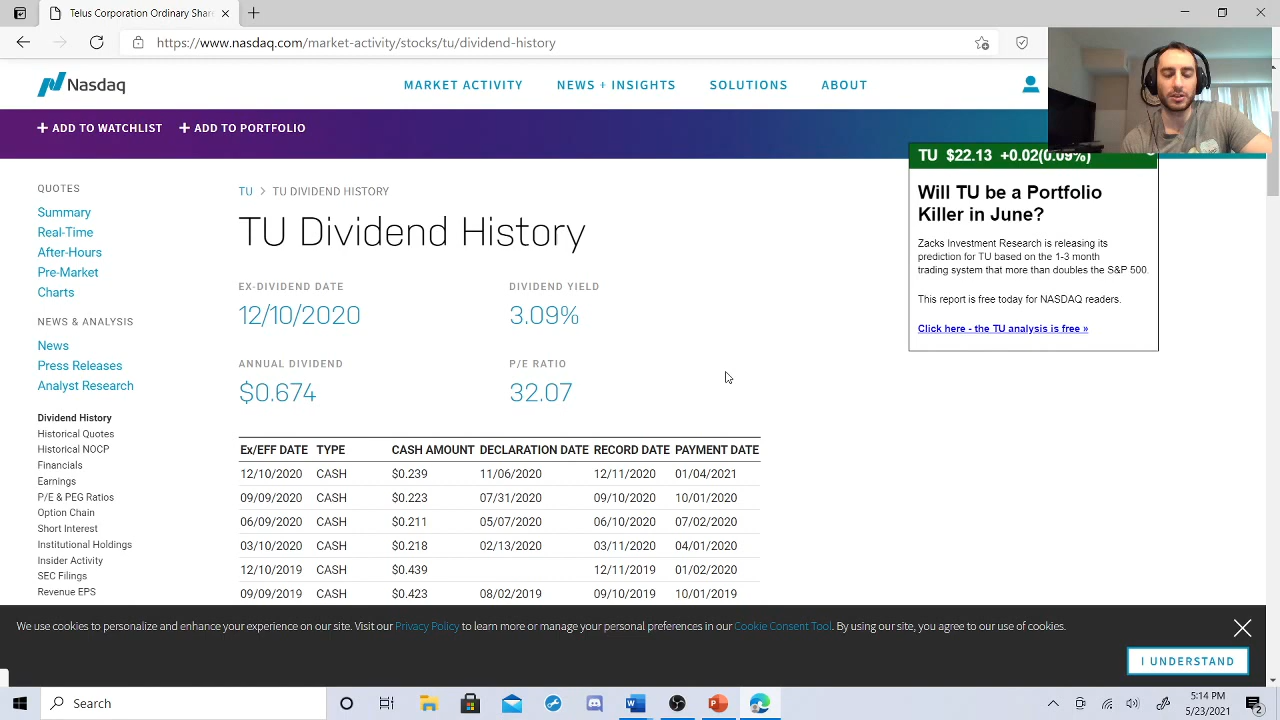 Telus Corporation Ordinary Share
https://www.nasdaq.com/market-activity/stocks/tu/dividend-history
Nasdaq
MARKET ACTIVITY NEWS + INSIGHTS SOLUTIONS ABOUT
+ ADD TO WATCHLIST + ADD TO PORTFOLIO
QUOTES
Summary
Real-Time
After-Hours
Pre-Market
Charts
NEWS & ANALYSIS
News
Press Releases
Analyst Research
Dividend History
Historical Quotes
Historical NOCP
Financials
Earnings
P/E & PEG Ratios
Option Chain
Short Interest
Institutional Holdings
Insider Activity
SEC Filings
Revenue EPS
TU > TU DIVIDEND HISTORY
TU Dividend History
EX-DIVIDEND DATE DIVIDEND YIELD
12/10/2020 3.09%
ANNUAL DIVIDEND P/E RATIO
$0.674 32.07
Ex/EFF DATE TYPE CASH AMOUNT DECLARATION DATE RECORD DATE PAYMENT DATE
12/10/2020 CASH $0.239 11/06/2020 12/11/2020 01/04/2021
09/09/2020 CASH $0.223 07/31/2020 09/10/2020 10/01/2020
06/09/2020 CASH $0.211 05/07/2020 06/10/2020 07/02/2020
03/10/2020 CASH $0.218 02/13/2020 03/11/2020 04/01/2020
12/10/2019 CASH $0.439 12/11/2019 01/02/2020
09/09/2019 CASH $0.423 08/02/2019 09/10/2019 10/01/2019
TU $22.13 +0.02(0.09%)
Will TU be a Portfolio
Killer in June?
Zacks Investment Research is releasing its
prediction for TU based on the 1-3 month
trading system that more than doubles the S&P 500.
This report is free today for NASDAQ readers.
Click here - the TU analysis is free »
We use cookies to personalize and enhance your experience on our site. Visit our Privacy Policy to learn more or manage your personal preferences in our Cookie Consent Tool. By using our site, you agree to our use of cookies.
I UNDERSTAND
Search
5:14 PM
5/23/2021
2